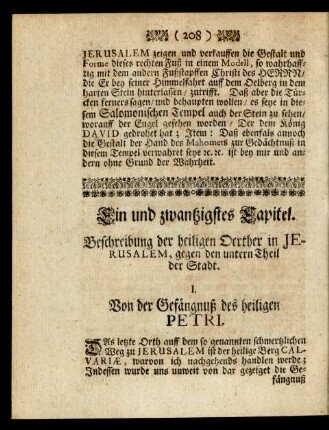 ( 208 )
JERUSALEM zeigen und verkauffen die Gestalt und
Forme dieses rechten Fuß in einem Modell, so wahrhaff-
tig mit dem andern Fußstapffen Christi des HERRN/
die Er bey seiner Himmelfahrt auff dem Oelberg in dem
harten Stein hinterlassen/ zutrifft. Daß aber die Tür-
cken ferners sagen/ und behaupten wollen/ es seye in die-
sem Salomonischen Tempel auch der Stein zu sehen/
worauff der Engel gesehen worden/ Der dem König
DAVID gedrohet hat; Item: Daß ebenfals annoch
die Gestalt der Hand des Mahomets zur Gedächtnuß in
diesem Tempel verwahret seye ꝛc. ꝛc. ist bey mir und an-
dern ohne Grund der Wahrheit.
Ein und zwantzigstes Capitel.
Beschreibung der heiligen Oerther in JE-
RUSALEM, gegen den untern Theil
der Stadt.
I.
Von der Gefängnuß des heiligen
PETRI.
DAs letzte Orth auff dem so genannten schmertzlichen
Weg zu JERUSALEM ist der heilige Berg CAL-
VARIÆ, warvon ich nachgehends handlen werde;
Indessen wurde uns unweit von dar gezeiget die Ge-
fängnuß